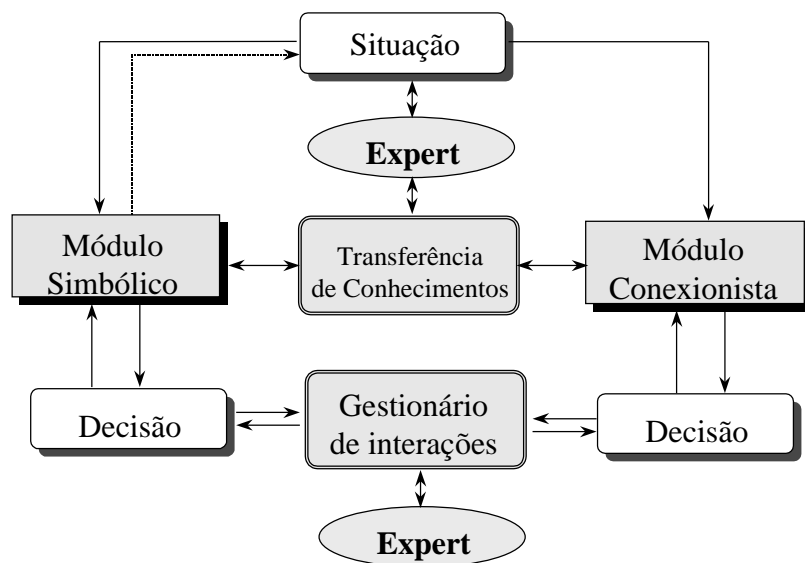 Situação
Expert
Módulo
Simbólico
Transferência
de Conhecimentos
Módulo
Conexionista
Decisão
Gestionário
de interações
Decisão
Expert